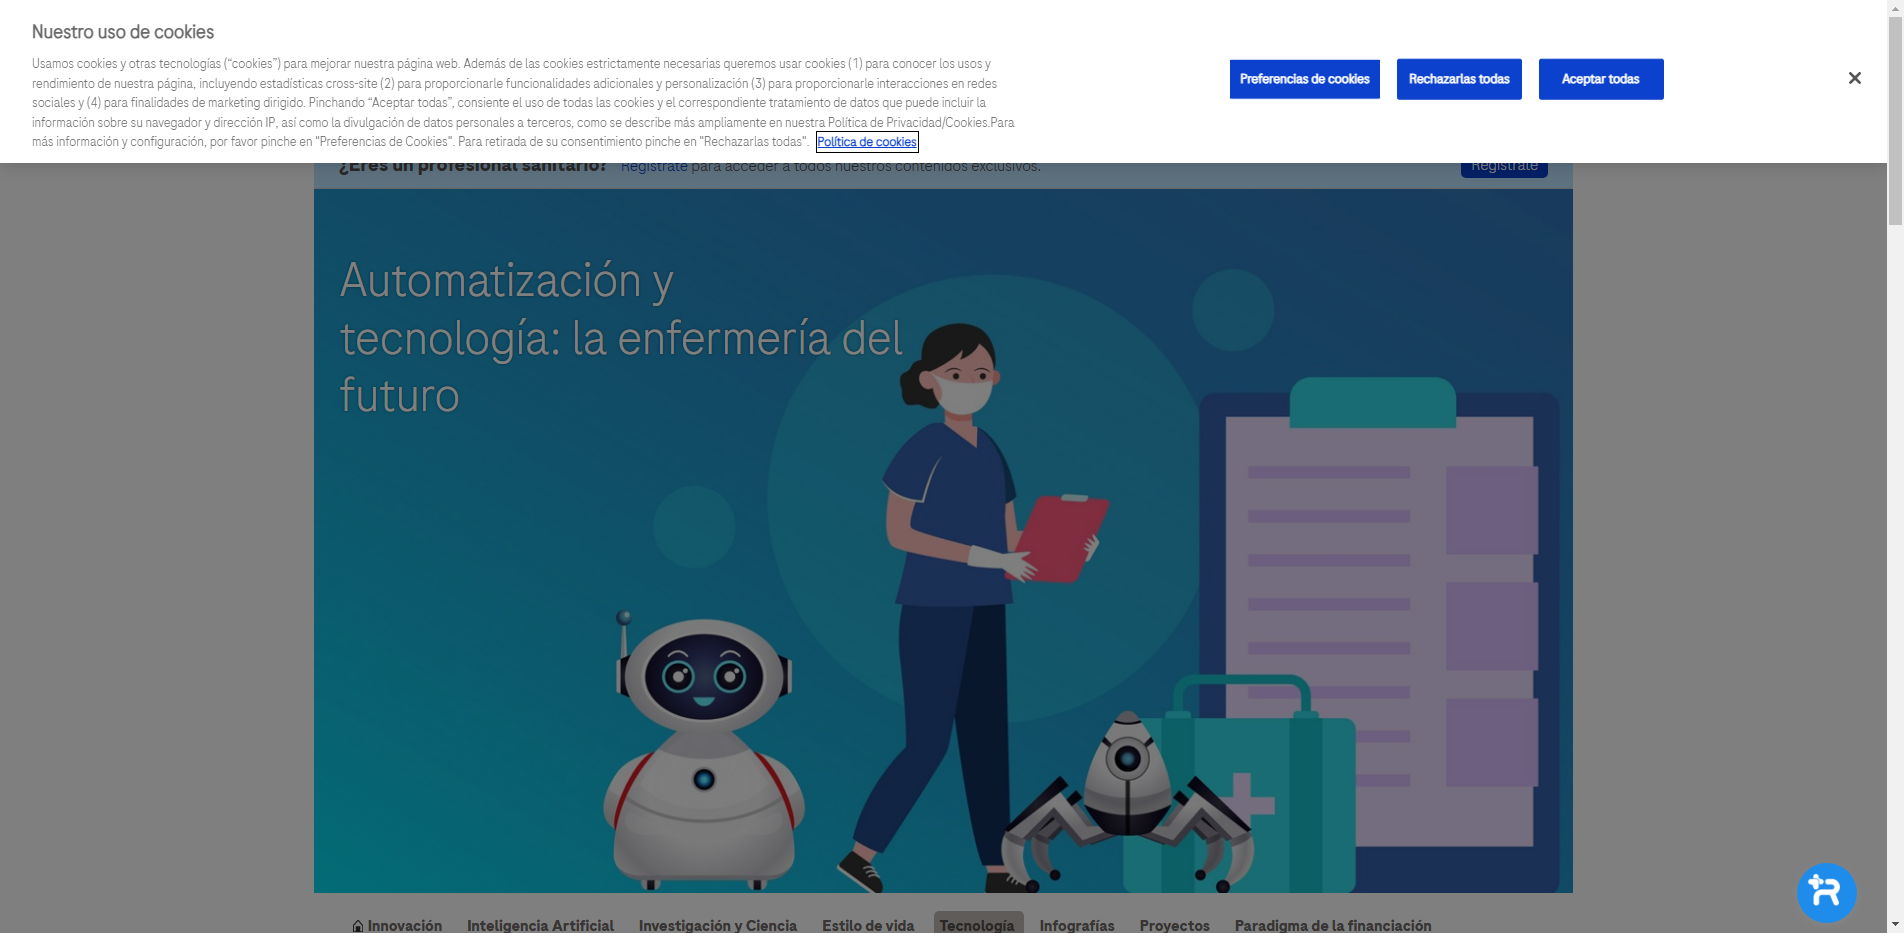 Nuestro uso de cookies
Usamos cookies y otras tecnologías (“cookies”) para mejorar nuestra página web. Además de las cookies estrictamente necesarias queremos usar cookies (1) para conocer los usos y
rendimiento de nuestra página, incluyendo estadísticas cross-site (2) para proporcionarle funcionalidades adicionales y personalización (3) para proporcionarle interacciones en redes
sociales y (4) para finalidades de marketing dirigido. Pinchando “Aceptar todas”, consiente el uso de todas las cookies y el correspondiente tratamiento de datos que puede incluir la
información sobre su navegador y dirección IP, así como la divulgación de datos personales a terceros, como se describe más ampliamente en nuestra Política de Privacidad/Cookies.Para
más información y configuración, por favor pinche en "Preferencias de Cookies". Para retirada de su consentimiento pinche en "Rechazarlas todas". Política de cookies
Preferencias de cookies
Rechazarlas todas
Aceptar todas
¿Eres un profesional sanitario? Regístrate para acceder a todos nuestros contenidos exclusivos.
Regístrate
Automatización y
tecnología: la enfermería del
futuro
Innovación Inteligencia Artificial Investigación y Ciencia Estilo de vida Tecnología Infografías Proyectos Paradigma de la financiación